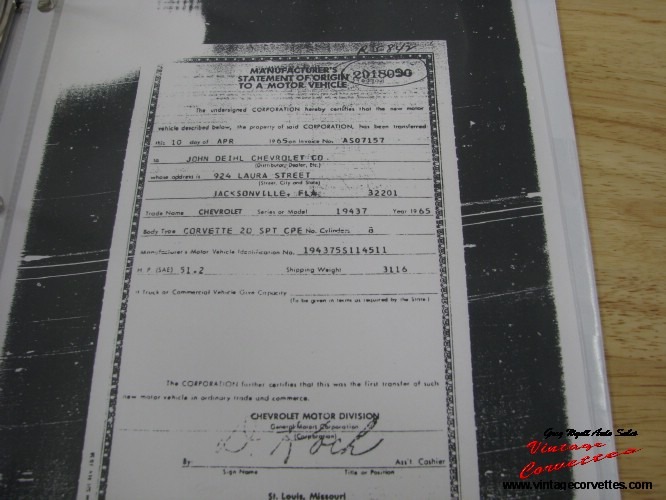 MANUFACTURER'S
STATEMENT OF ORIGIN
TO A MOTOR VEHICLE
2D18090
The undersigned CORPORATION hereby certifies that the new motor
vehicle described below, the property of said CORPORATION, has been transferred
this 10 day of APR 1965 on Invoice No. AS07157
to JOHN DEIHL CHEVROLET CO.
(Distributor, Dealer, Etc.)
whose address is 924 LAURA STREET
(Street, City and State)
JACKSONVILLE, FLA. 32201
Trade Name CHEVROLET Series or Model 19437 Year 1965
Body Type CORVETTE 2D SPT CPE No. Cylinders 8
Manufacturer's Motor Vehicle Identification No. 194375S114511
H.P. (SAE) 51.2 Shipping Weight 3116
If Truck or Commercial Vehicle Give Capacity
(To be given in terms as required by the State)
The CORPORATION further certifies that this was the first transfer of such
new motor vehicle in ordinary trade and commerce.
CHEVROLET MOTOR DIVISION
General Motors Corporation
(Corporation)
By: Ass't. Cashier
Sign Name Title or Position
St. Louis, Missouri
Greg Wyatt Auto Sales
Vintage
Corvettes
www.vintagecorvettes.com